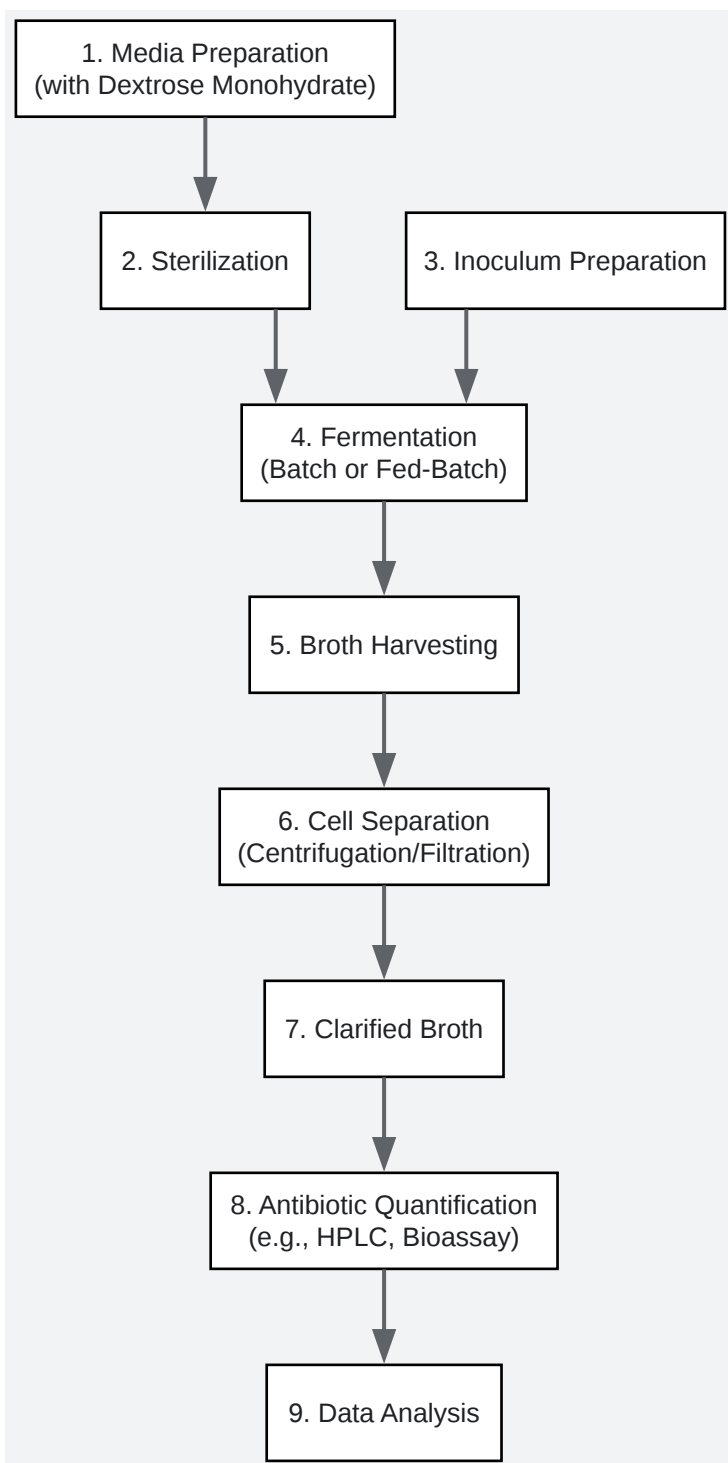 1. Media Preparation
(with Dextrose Monohydrate)
2. Sterilization
3. Inoculum Preparation
4. Fermentation
(Batch or Fed-Batch)
5. Broth Harvesting
6. Cell Separation
(Centrifugation/Filtration)
7. Clarified Broth
8. Antibiotic Quantification
(e.g., HPLC, Bioassay)
9. Data Analysis